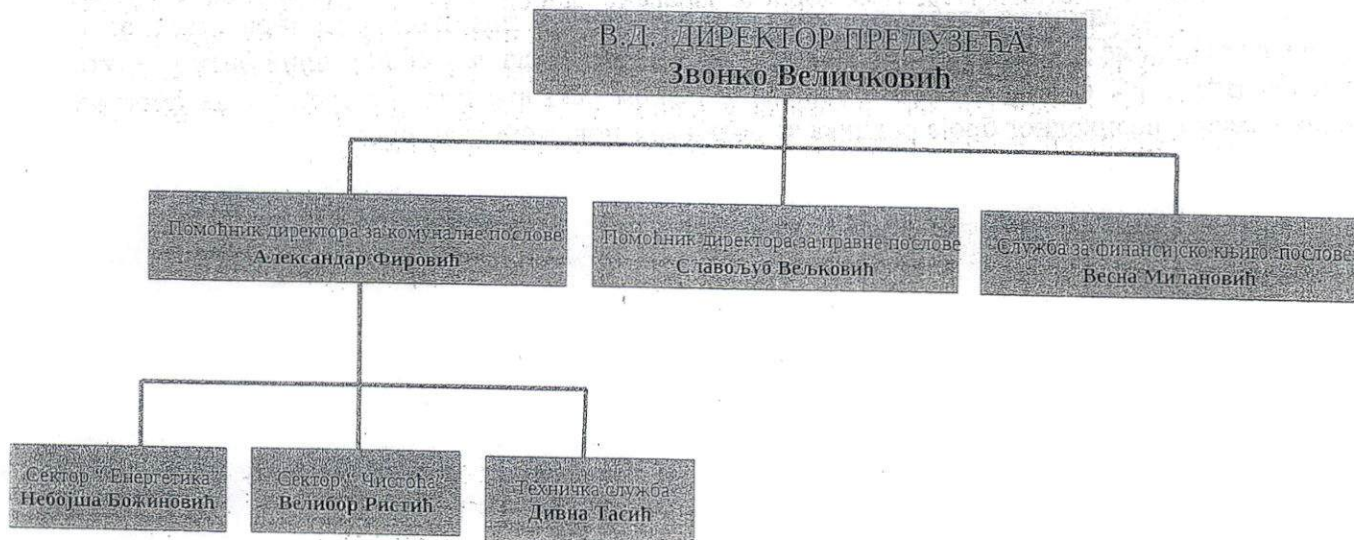 В.Д. ДИРЕКТОР ПРЕДУЗЕЋА
Звонко Величковић
Помоћник директора за комуналне послове
Александар Фировић
Помоћник директора за правне послове
Славољуб Вељковић
Служба за финансијско књиго. послове
Весна Милановић
Сектор " Енергетика
Небојша Божиновић
Сектор " Чистоћа"
Велибор Ристић
Техничка служба
Дивна Тасић